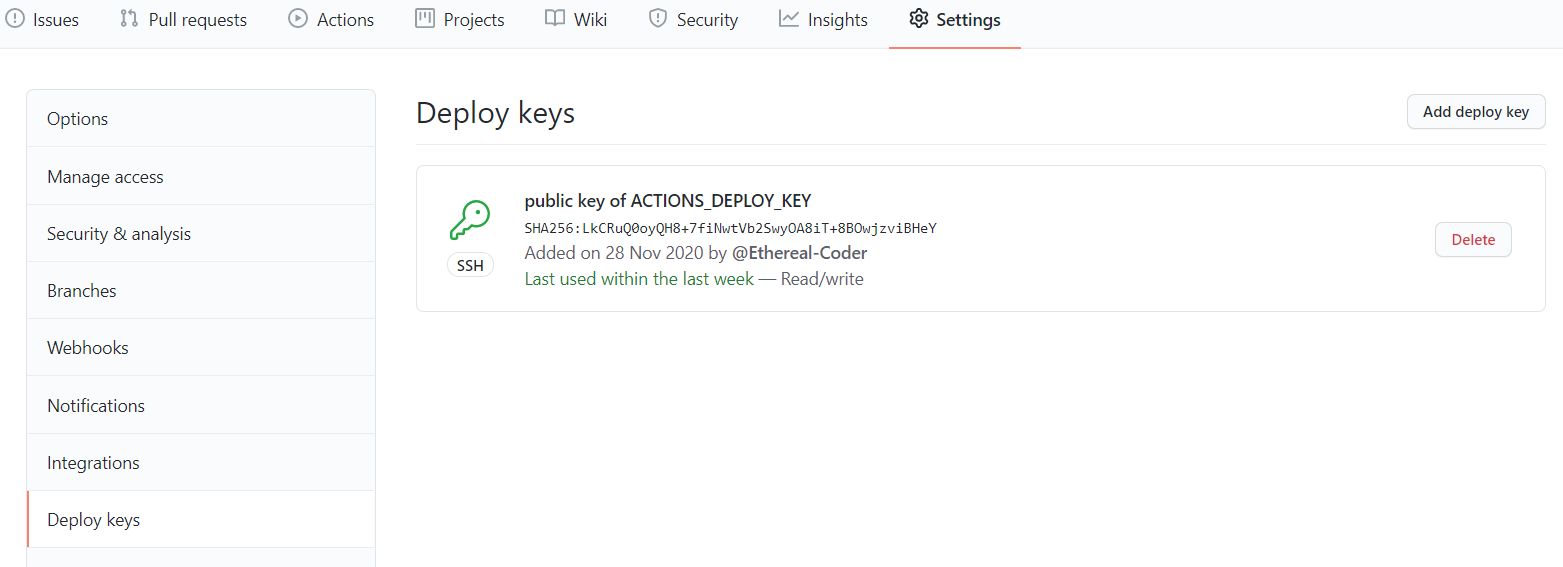 Issues Pull requests Actions Projects Wiki Security Insights Settings
Options
Manage access
Security & analysis
Branches
Webhooks
Notifications
Integrations
Deploy keys
Deploy keys
Add deploy key
public key of ACTIONS_DEPLOY_KEY
SHA256:LkCRuQ0oyQH8+7fiNwtVb2SwyOA8iT+8BOwjzviBHeY
Added on 28 Nov 2020 by @Ethereal-Coder
Last used within the last week — Read/write
SSH
Delete